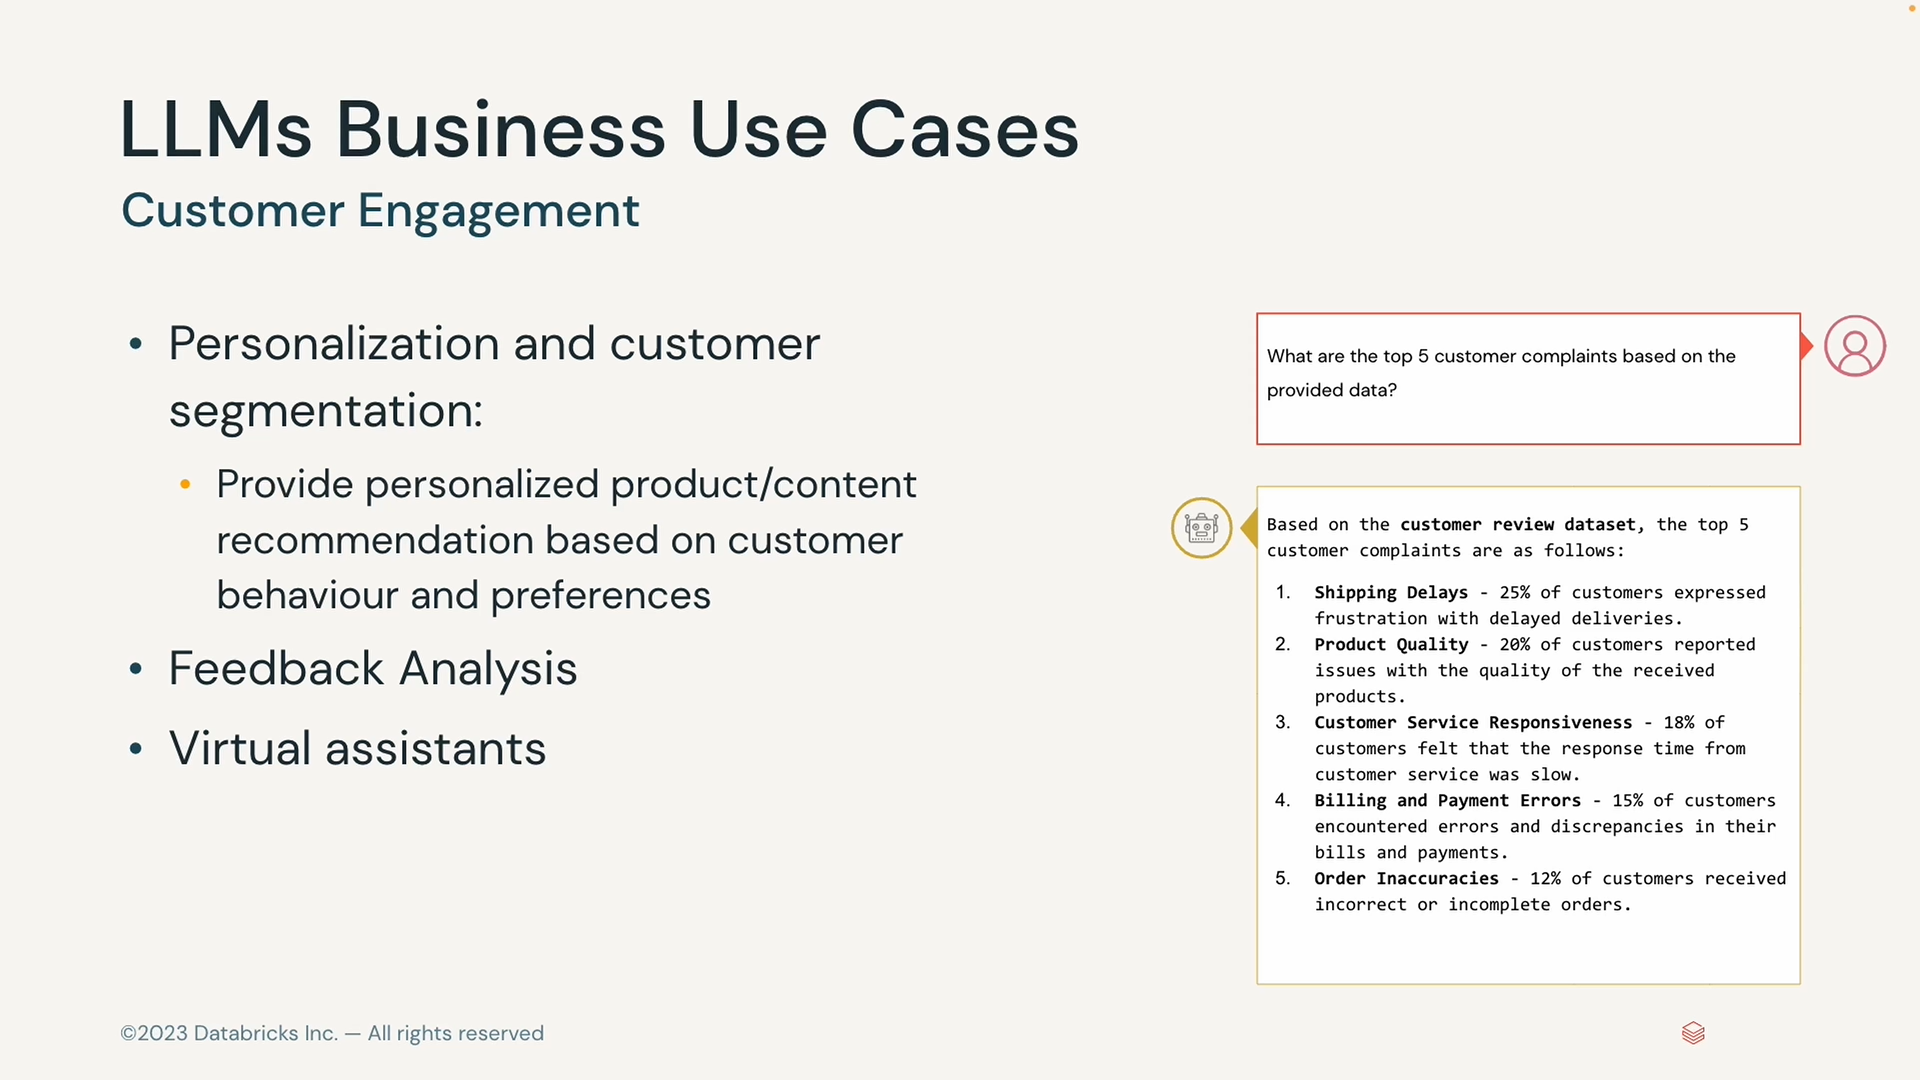 LLMs Business Use Cases
Customer Engagement
• Personalization and customer
segmentation:
• Provide personalized product/content
recommendation based on customer
behaviour and preferences
• Feedback Analysis
• Virtual assistants
What are the top 5 customer complaints based on the
provided data?
Based on the customer review dataset, the top 5
customer complaints are as follows:
1. Shipping Delays - 25% of customers expressed
frustration with delayed deliveries.
2. Product Quality - 20% of customers reported
issues with the quality of the received
products.
3. Customer Service Responsiveness - 18% of
customers felt that the response time from
customer service was slow.
4. Billing and Payment Errors - 15% of customers
encountered errors and discrepancies in their
bills and payments.
5. Order Inaccuracies - 12% of customers received
incorrect or incomplete orders.
©2023 Databricks Inc. — All rights reserved